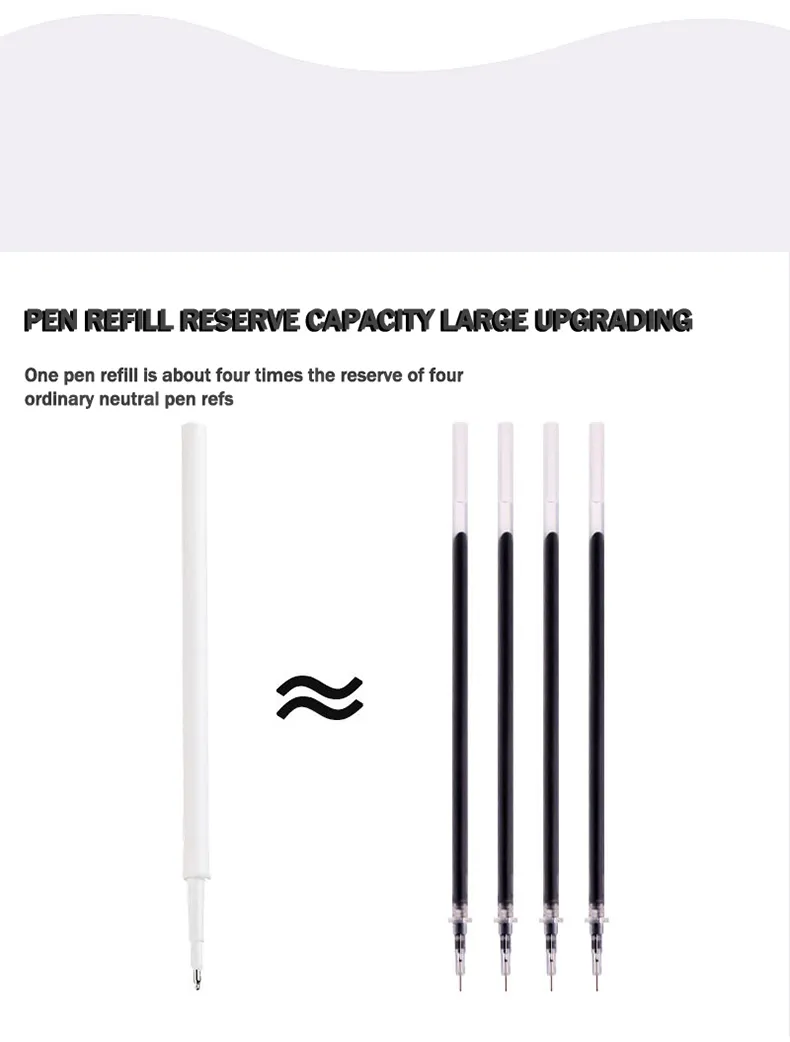 PEN REFILL RESERVE CAPACITY LARGE UPGRADING
One pen refill is about four times the reserve of four
ordinary neutral pen refs